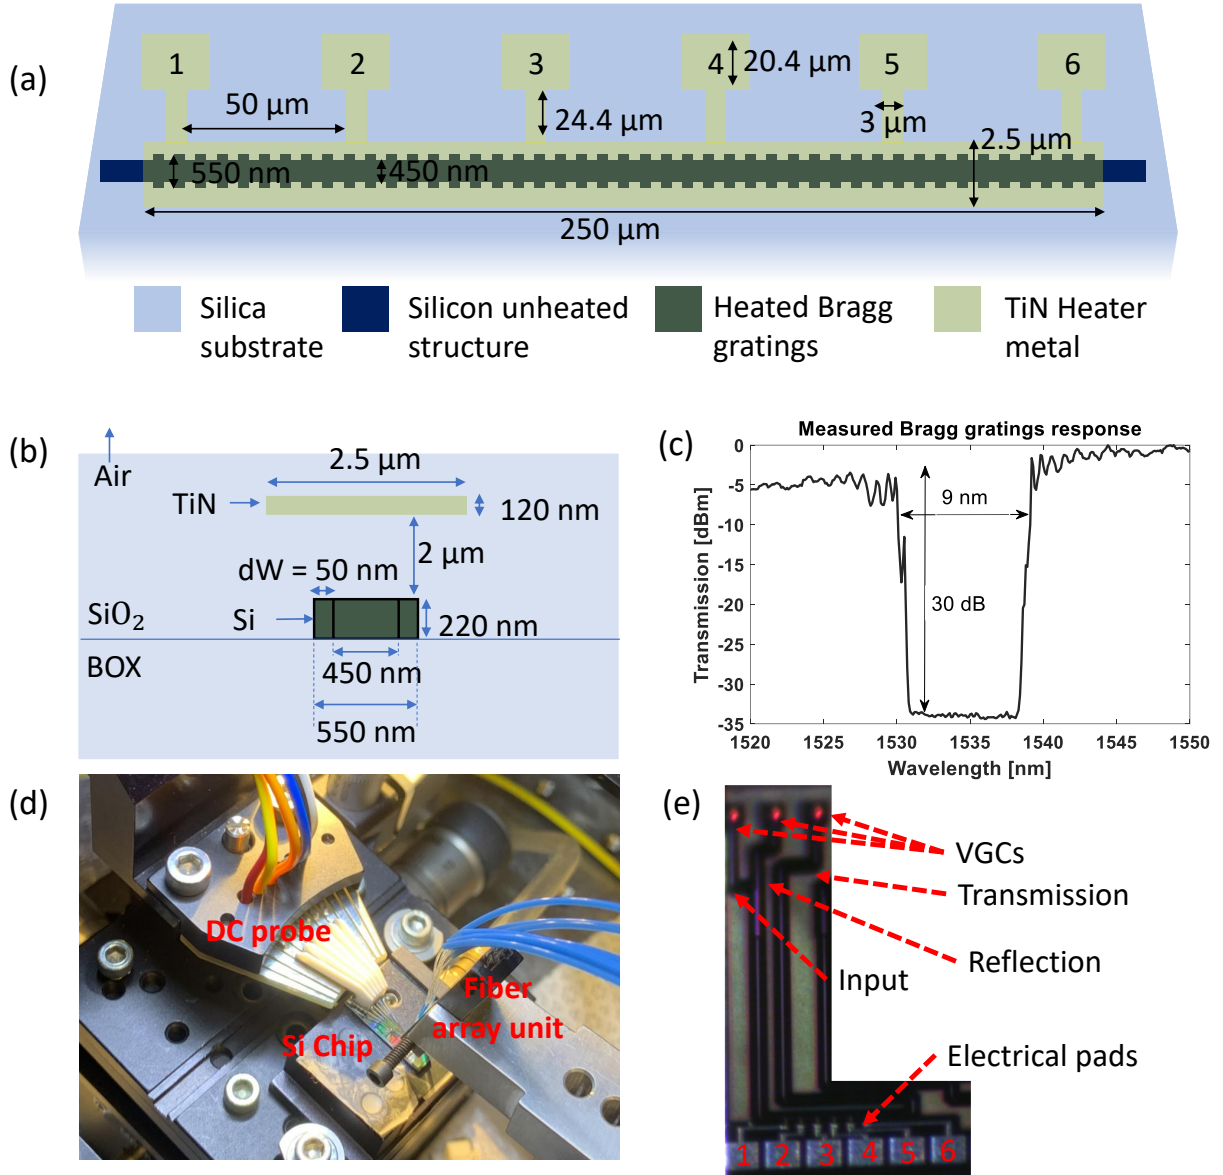 (a)
1 2 3 4 5 6
20.4 μm
50 μm
24.4 μm
3 μm
2.5 μm
550 nm
450 nm
250 μm
Silica
substrate
Silicon unheated
structure
Heated Bragg
gratings
TiN Heater
metal
(b)
Air
2.5 μm
TiN
120 nm
2 μm
dW = 50 nm
SiO₂
Si
220 nm
BOX
450 nm
550 nm
(c)
Measured Bragg gratings response
Transmission [dBm]
0
-5
-10
-15
-20
-25
-30
-35
9 nm
30 dB
1520 1525 1530 1535 1540 1545 1550
Wavelength [nm]
(d)
DC probe
Fiber
array unit
Si Chip
(e)
VGCs
Transmission
Reflection
Input
Electrical pads
1 2 3 4 5 6